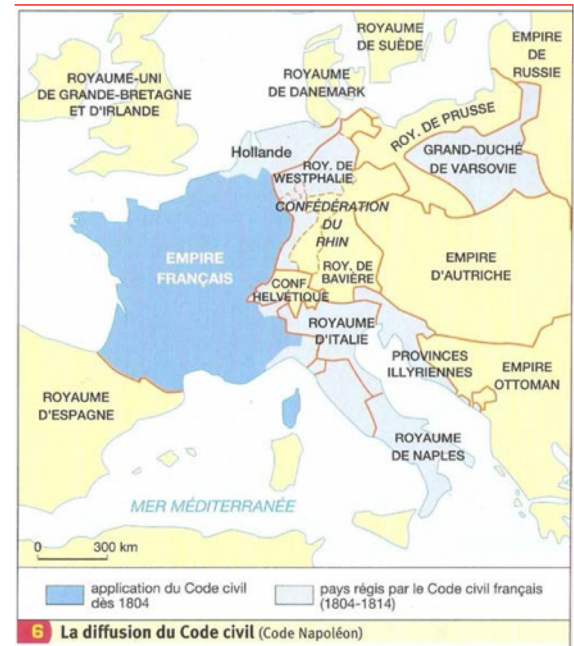 ROYAUME
DE SUÈDE
EMPIRE
DE
RUSSIE
ROYAUME-UNI
DE GRANDE-BRETAGNE
ET D'IRLANDE
ROYAUME
DE DANEMARK
ROY. DE PRUSSE
Hollande
ROY. DE
WESTPHALIE
GRAND-DUCHÉ
DE VARSOVIE
CONFÉDÉRATION
DU
RHIN
EMPIRE
FRANÇAIS
EMPIRE
D'AUTRICHE
ROY. DE
BAVIÈRE
CONF.
HELVÉTIQUE
ROYAUME
D'ITALIE
PROVINCES
ILLYRIENNES
EMPIRE
OTTOMAN
ROYAUME
D'ESPAGNE
ROYAUME
DE NAPLES
MER MÉDITERRANÉE
0 300 km
application du Code civil
dès 1804
pays régis par le Code civil français
(1804-1814)
6 La diffusion du Code civil (Code Napoléon)